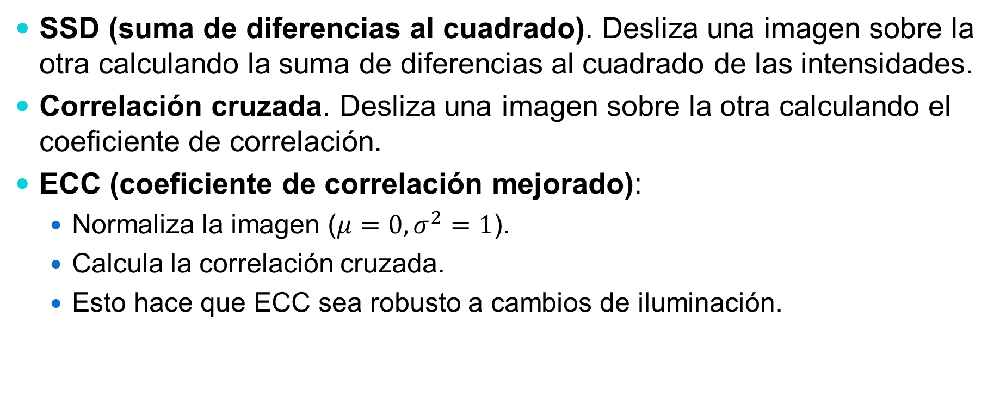 • SSD (suma de diferencias al cuadrado). Desliza una imagen sobre la
otra calculando la suma de diferencias al cuadrado de las intensidades.
• Correlación cruzada. Desliza una imagen sobre la otra calculando el
coeficiente de correlación.
• ECC (coeficiente de correlación mejorado):
• Normaliza la imagen (μ = 0, σ² = 1).
• Calcula la correlación cruzada.
• Esto hace que ECC sea robusto a cambios de iluminación.